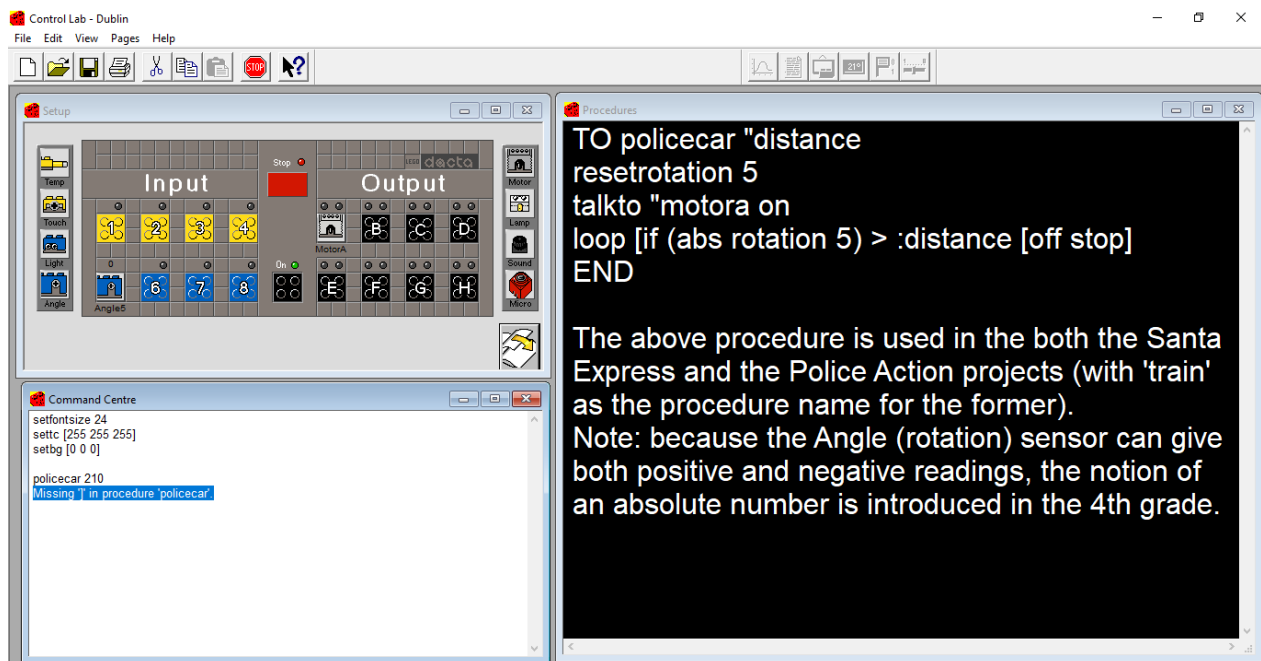 Control Lab - Dublin
File Edit View Pages Help
STOP
21°
Setup
Temp
Touch
Light
Angle
Input
Stop
LEGO dacta
Output
1 2 3 4
MotorA
B C D
0
On
Angle5
6 7 8
E F G H
Motor
Lamp
Sound
Micro
Command Centre
setfontsize 24
settc [255 255 255]
setbg [0 0 0]
policecar 210
Missing ']' in procedure 'policecar'.
Procedures
TO policecar "distance
resetrotation 5
talkto "motora on
loop [if (abs rotation 5) > :distance [off stop]
END
The above procedure is used in the both the Santa
Express and the Police Action projects (with 'train'
as the procedure name for the former).
Note: because the Angle (rotation) sensor can give
both positive and negative readings, the notion of
an absolute number is introduced in the 4th grade.